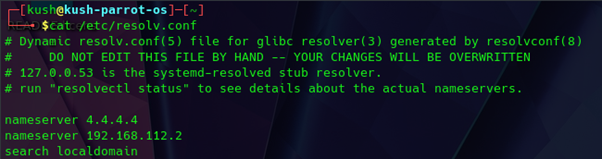 [kush@kush-parrot-os]-[~]
$cat /etc/resolv.conf
# Dynamic resolv.conf(5) file for glibc resolver(3) generated by resolvconf(8)
#     DO NOT EDIT THIS FILE BY HAND -- YOUR CHANGES WILL BE OVERWRITTEN
# 127.0.0.53 is the systemd-resolved stub resolver.
# run "resolvectl status" to see details about the actual nameservers.
nameserver 4.4.4.4
nameserver 192.168.112.2
search localdomain